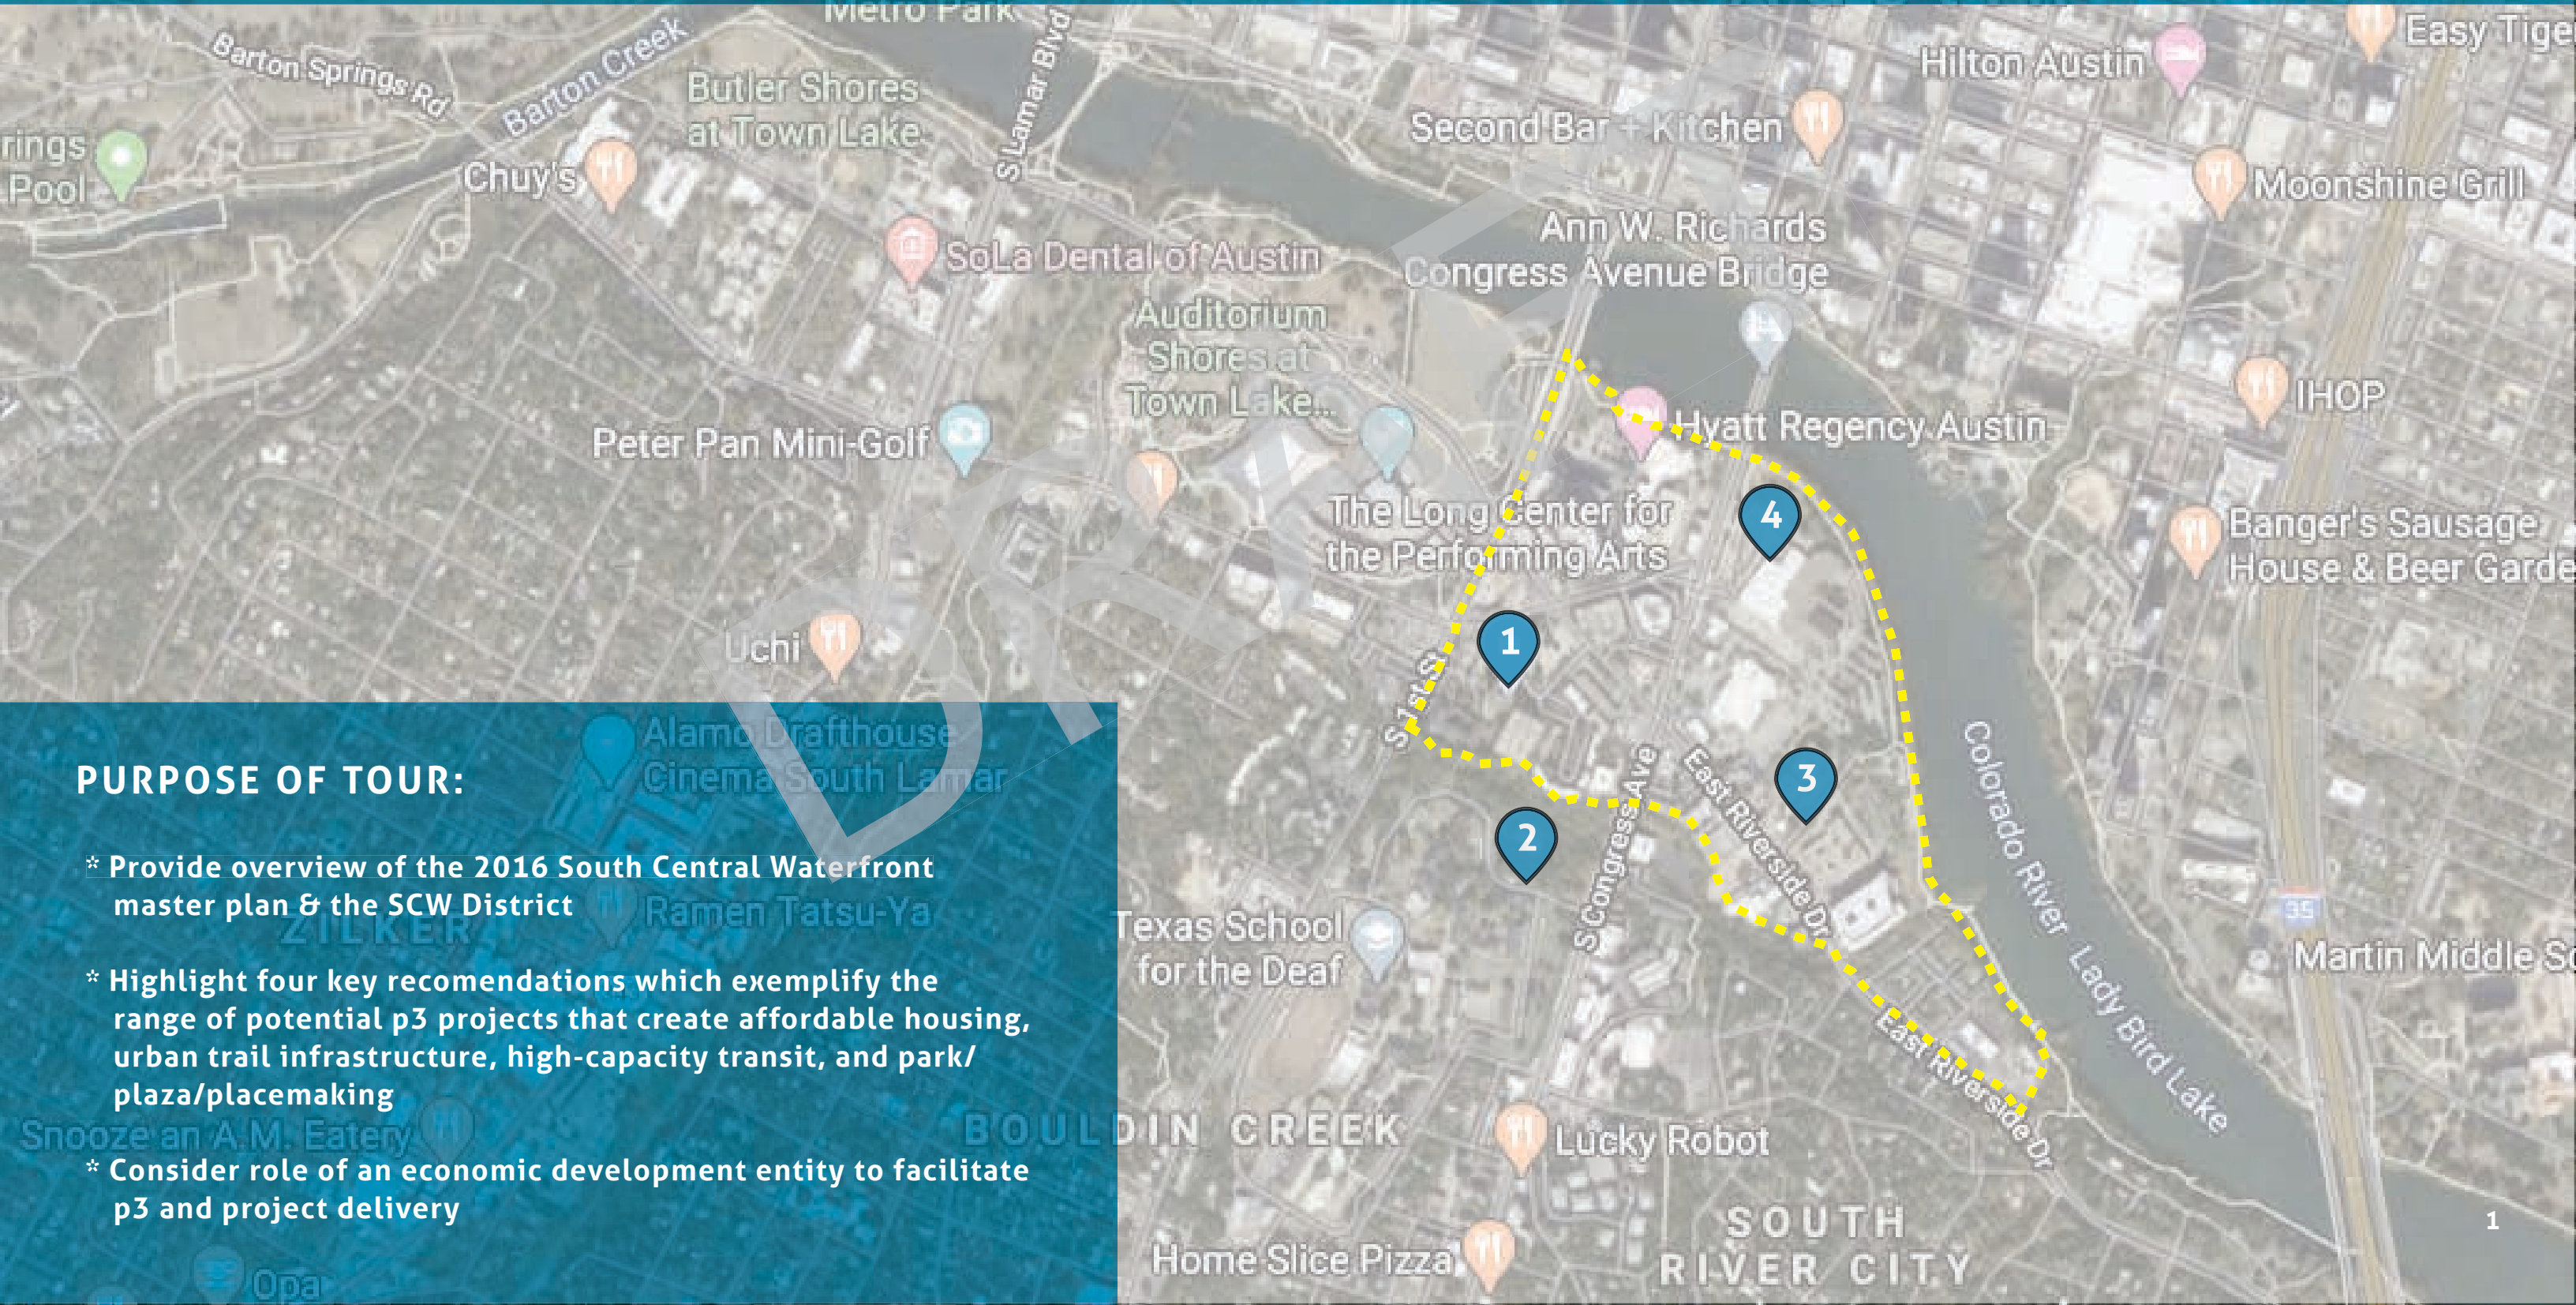 Metro Park
Barton Springs Rd
Barton Creek
Butler Shores
at Town Lake
S Lamar Blvd
Hilton Austin
Easy Tige
Second Bar + Kitchen
rings
Pool
Chuy's
Moonshine Grill
SoLa Dental of Austin
Ann W. Richards
Congress Avenue Bridge
Auditorium
Shores at
Town Lake...
IHOP
Peter Pan Mini-Golf
Hyatt Regency Austin
The Long Center for
the Performing Arts
4
Banger's Sausage
House & Beer Garde
DRAFT
Uchi
1
S 1st St
Alamo Drafthouse
Cinema South Lamar
PURPOSE OF TOUR:
* Provide overview of the 2016 South Central Waterfront
master plan & the SCW District
Ramen Tatsu-Ya
ZILKER
* Highlight four key recomendations which exemplify the
range of potential p3 projects that create affordable housing,
urban trail infrastructure, high-capacity transit, and park/
plaza/placemaking
Snooze an A.M. Eatery
* Consider role of an economic development entity to facilitate
p3 and project delivery
Opa
3
2
S Congress Ave
East Riverside Dr
Colorado River
Lady Bird Lake
35
Texas School
for the Deaf
Martin Middle Sc
East Riverside Dr
BOULDIN CREEK
Lucky Robot
SOUTH
RIVER CITY
Home Slice Pizza
1